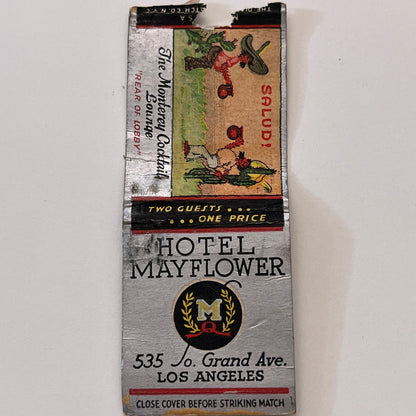 SALUD!
The Monterey Cocktail
Lounge
"REAR OF LOBBY"
TWO GUESTS...
...ONE PRICE
HOTEL
MAYFLOWER
M
535 So. Grand Ave.
LOS ANGELES
CLOSE COVER BEFORE STRIKING MATCH